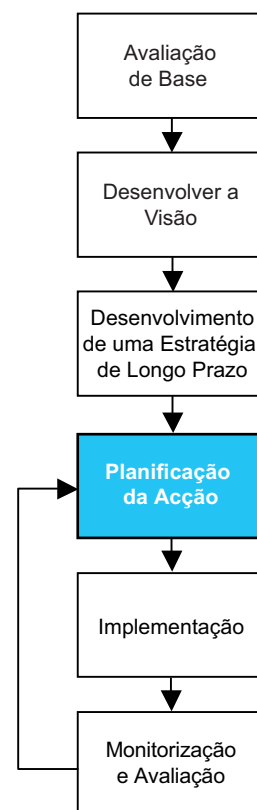 Avaliação
de Base
Desenvolver a
Visão
Desenvolvimento
de uma Estratégia
de Longo Prazo
Planificação
da Acção
Implementação
Monitorização
e Avaliação